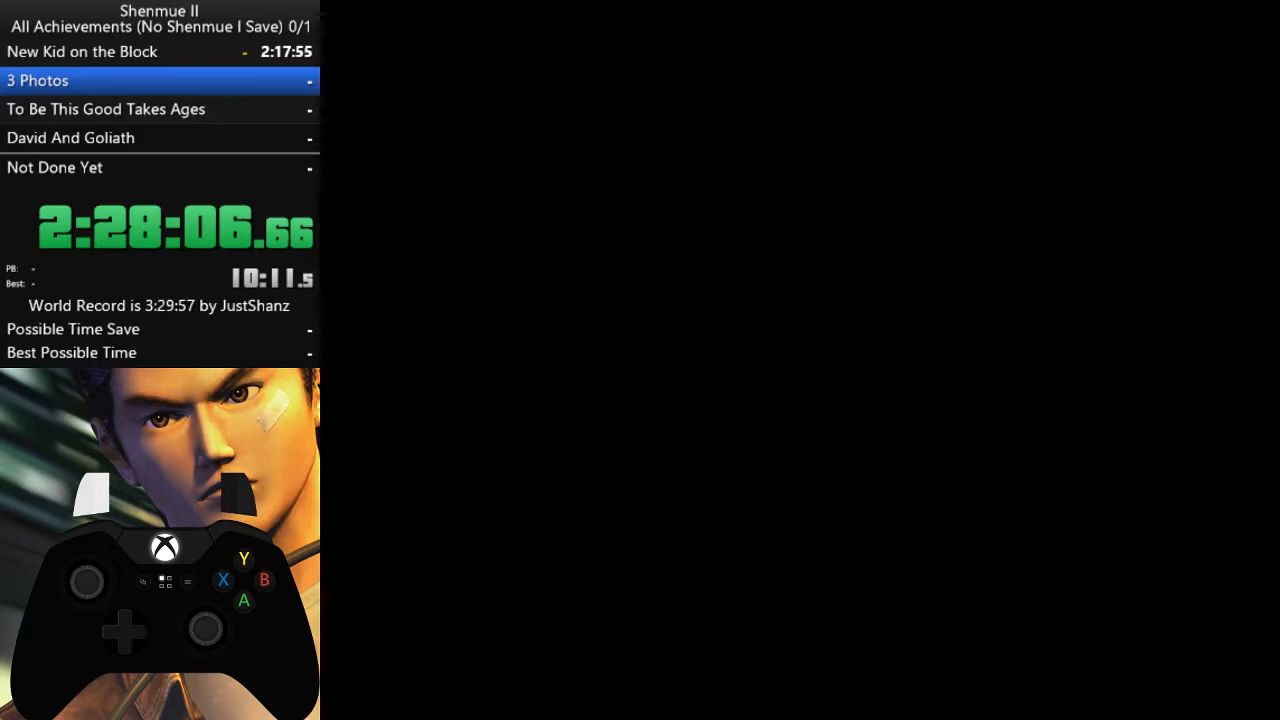 Shenmue II
All Achievements (No Shenmue I Save) 0/1
New Kid on the Block - 2:17:55
3 Photos -
To Be This Good Takes Ages -
David And Goliath -
Not Done Yet -
2:28:06.66
PB: -
Best: -
10:11.5
World Record is 3:29:57 by JustShanz
Possible Time Save -
Best Possible Time -
Y
X B
A